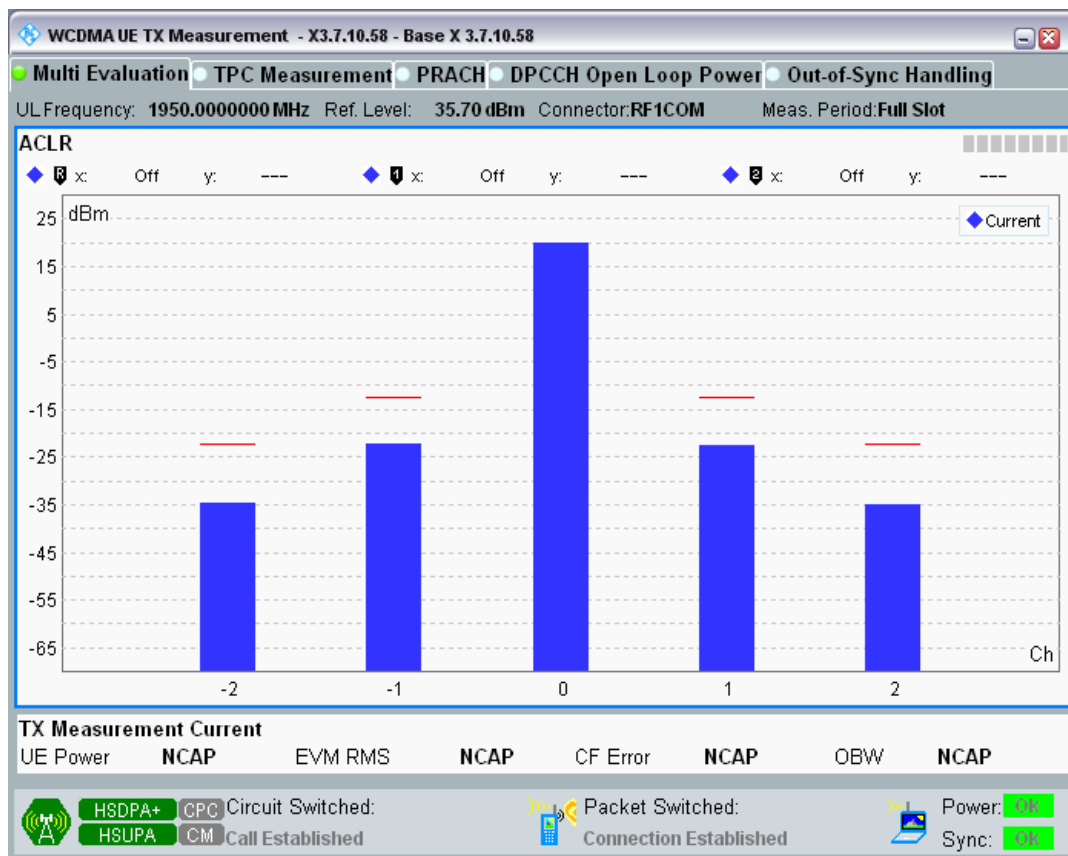 WCDMA UE TX Measurement - X3.7.10.58 - Base X 3.7.10.58
Multi Evaluation TPC Measurement PRACH DPCCH Open Loop Power Out-of-Sync Handling
UL Frequency: 1950.0000000 MHz Ref. Level: 35.70 dBm Connector:RF1COM Meas. Period:Full Slot
ACLR
R x: Off y: --- 1 x: Off y: --- 2 x: Off y: ---
dBm
Current
25
15
5
-5
-15
-25
-35
-45
-55
-65
Ch
-2 -1 0 1 2
TX Measurement Current
UE Power NCAP EVM RMS NCAP CF Error NCAP OBW NCAP
HSDPA+ CPC Circuit Switched: Packet Switched: Power: OK
HSUPA CM Call Established Connection Established Sync: OK